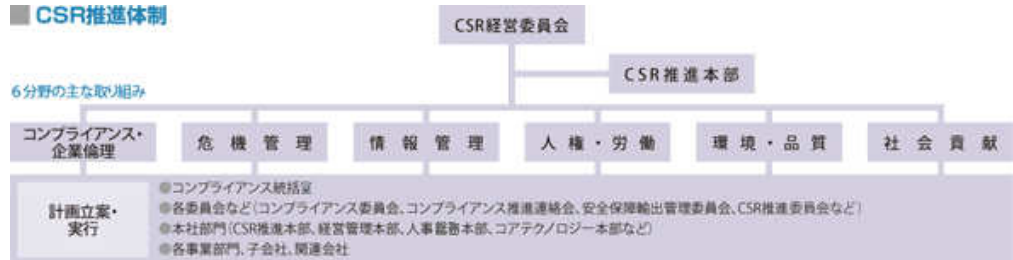 CSR推進体制
CSR経営委員会
CSR推進本部
6分野の主な取り組み
コンプライアンス・
企業倫理
危機管理
情報管理
人権・労働
環境・品質
社会貢献
計画立案・
実行
●コンプライアンス統括室
●各委員会など(コンプライアンス委員会、コンプライアンス推進連絡会、安全保障輸出管理委員会、CSR推進委員会など)
●本社部門(CSR推進本部、経営管理本部、人事総務本部、コアテクノロジー本部など)
●各事業部門、子会社、関連会社